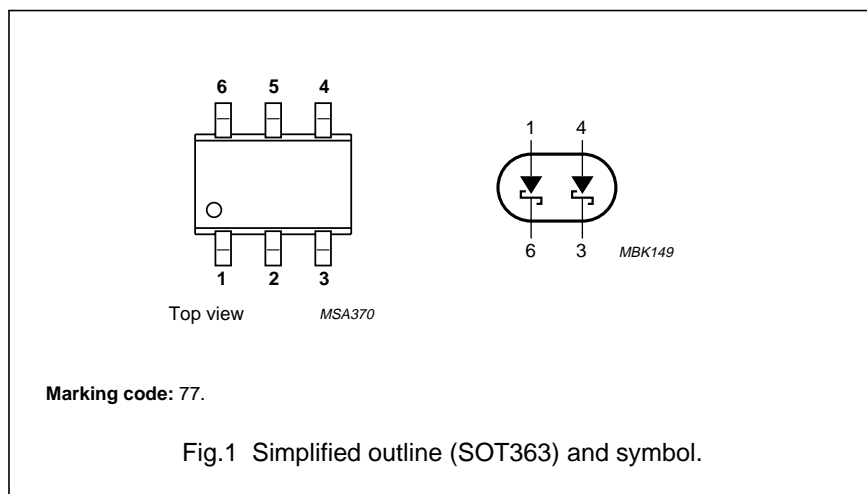 6 5 4
1 2 3
Top view MSA370
1 4
6 3 MBK149
Marking code: 77.
Fig.1 Simplified outline (SOT363) and symbol.